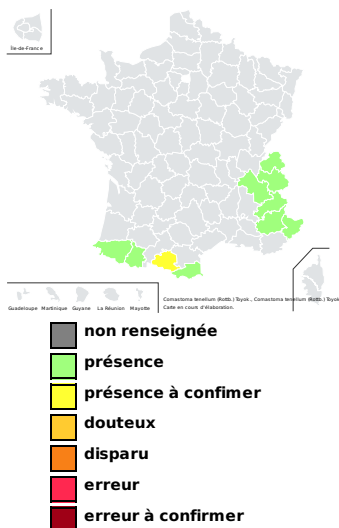 Île-de-France
Guadeloupe Martinique Guyane La Réunion Mayotte
Comastoma tenellum (Rottb.) Toyok., Comastoma tenellum (Rottb.) Toyok
Carte en cours d'élaboration.
non renseignée
présence
présence à confimer
douteux
disparu
erreur
erreur à confirmer